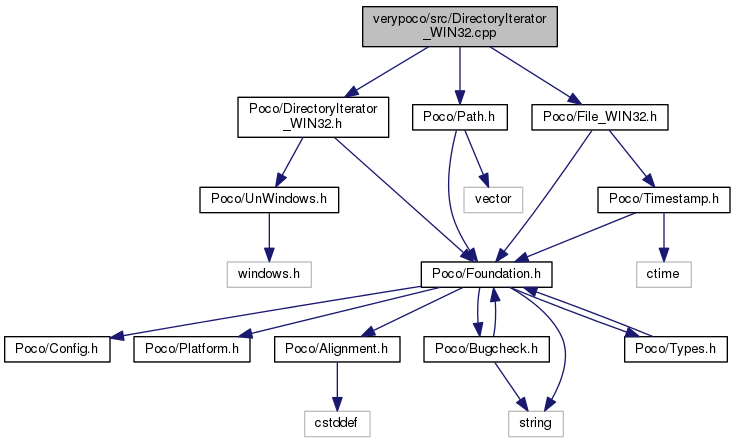 verypoco/src/DirectoryIterator
_WIN32.cpp
Poco/DirectoryIterator
_WIN32.h
Poco/Path.h
Poco/File_WIN32.h
Poco/UnWindows.h
vector
Poco/Timestamp.h
windows.h
Poco/Foundation.h
ctime
Poco/Config.h
Poco/Platform.h
Poco/Alignment.h
Poco/Bugcheck.h
Poco/Types.h
cstddef
string